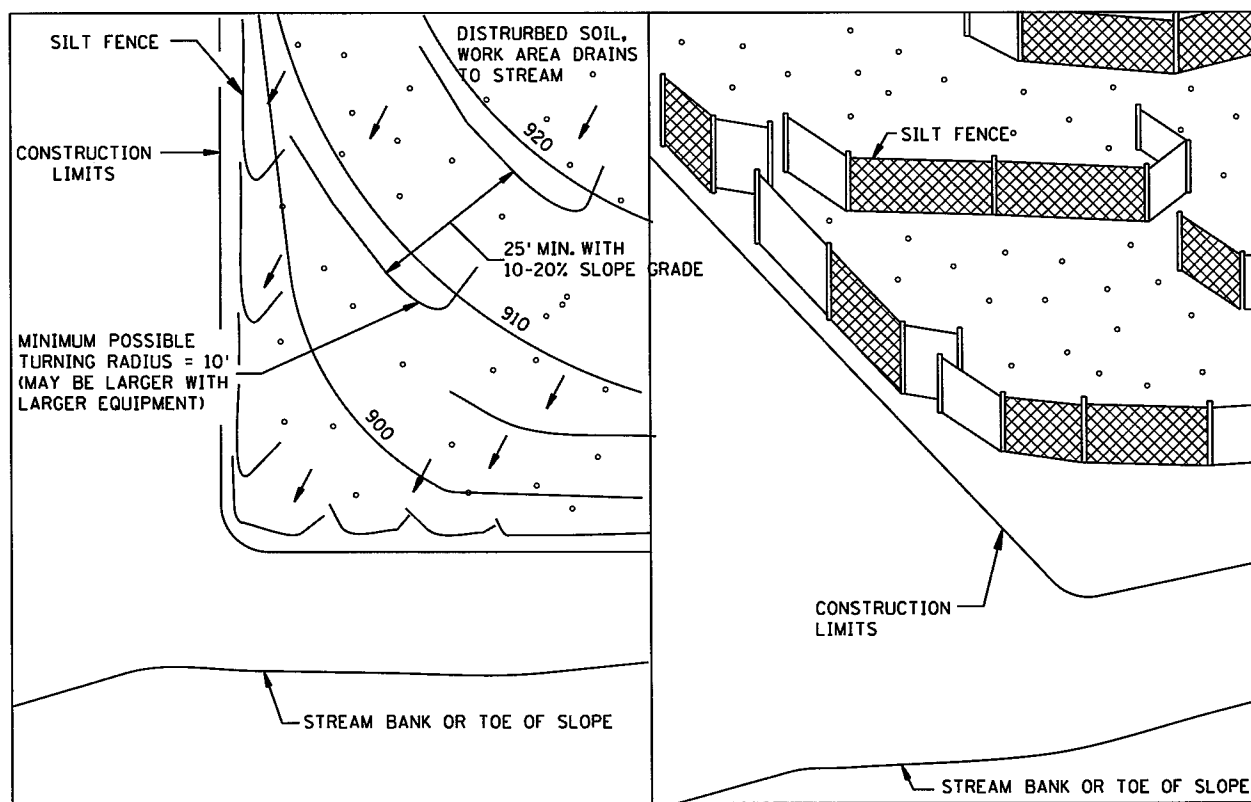 SILT FENCE
DISTRURBED SOIL,
WORK AREA DRAINS
TO STREAM
920
CONSTRUCTION
LIMITS
25' MIN. WITH
10-20% SLOPE GRADE
910
MINIMUM POSSIBLE
TURNING RADIUS = 10'
(MAY BE LARGER WITH
LARGER EQUIPMENT)
900
STREAM BANK OR TOE OF SLOPE
SILT FENCE
CONSTRUCTION
LIMITS
STREAM BANK OR TOE OF SLOPE